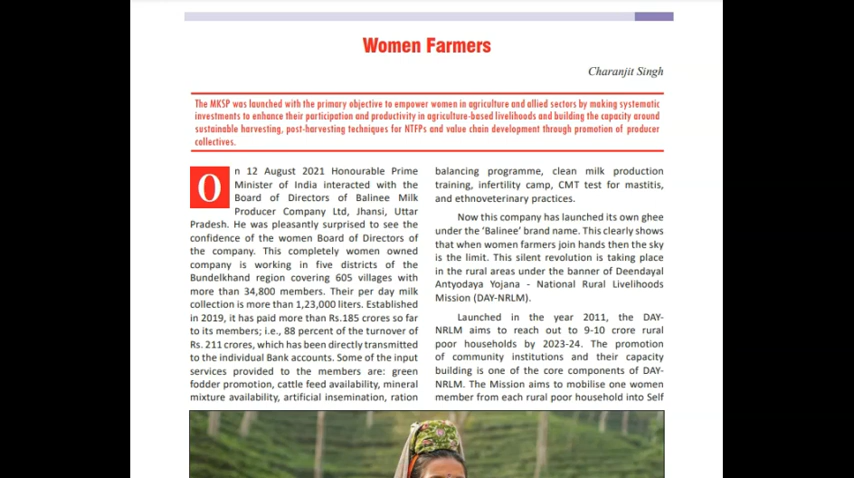 Women Farmers
Charanjit Singh
The MKSP was launched with the primary objective to empower women in agriculture and allied sectors by making systematic
investments to enhance their participation and productivity in agriculture-based livelihoods and building the capacity around
sustainable harvesting, post-harvesting techniques for NTFPs and value chain development through promotion of producer
collectives.
On 12 August 2021 Honourable Prime
Minister of India interacted with the
Board of Directors of Balinee Milk
Producer Company Ltd, Jhansi, Uttar
Pradesh. He was pleasantly surprised to see the
confidence of the women Board of Directors of
the company. This completely women owned
company is working in five districts of the
Bundelkhand region covering 605 villages with
more than 34,800 members. Their per day milk
collection is more than 1,23,000 liters. Established
in 2019, it has paid more than Rs.185 crores so far
to its members; i.e., 88 percent of the turnover of
Rs. 211 crores, which has been directly transmitted
to the individual Bank accounts. Some of the input
services provided to the members are: green
fodder promotion, cattle feed availability, mineral
mixture availability, artificial insemination, ration
balancing programme, clean milk production
training, infertility camp, CMT test for mastitis,
and ethnoveterinary practices.
Now this company has launched its own ghee
under the 'Balinee' brand name. This clearly shows
that when women farmers join hands then the sky
is the limit. This silent revolution is taking place
in the rural areas under the banner of Deendayal
Antyodaya Yojana - National Rural Livelihoods
Mission (DAY-NRLM).
Launched in the year 2011, the DAY-
NRLM aims to reach out to 9-10 crore rural
poor households by 2023-24. The promotion
of community institutions and their capacity
building is one of the core components of DAY-
NRLM. The Mission aims to mobilise one women
member from each rural poor household into Self